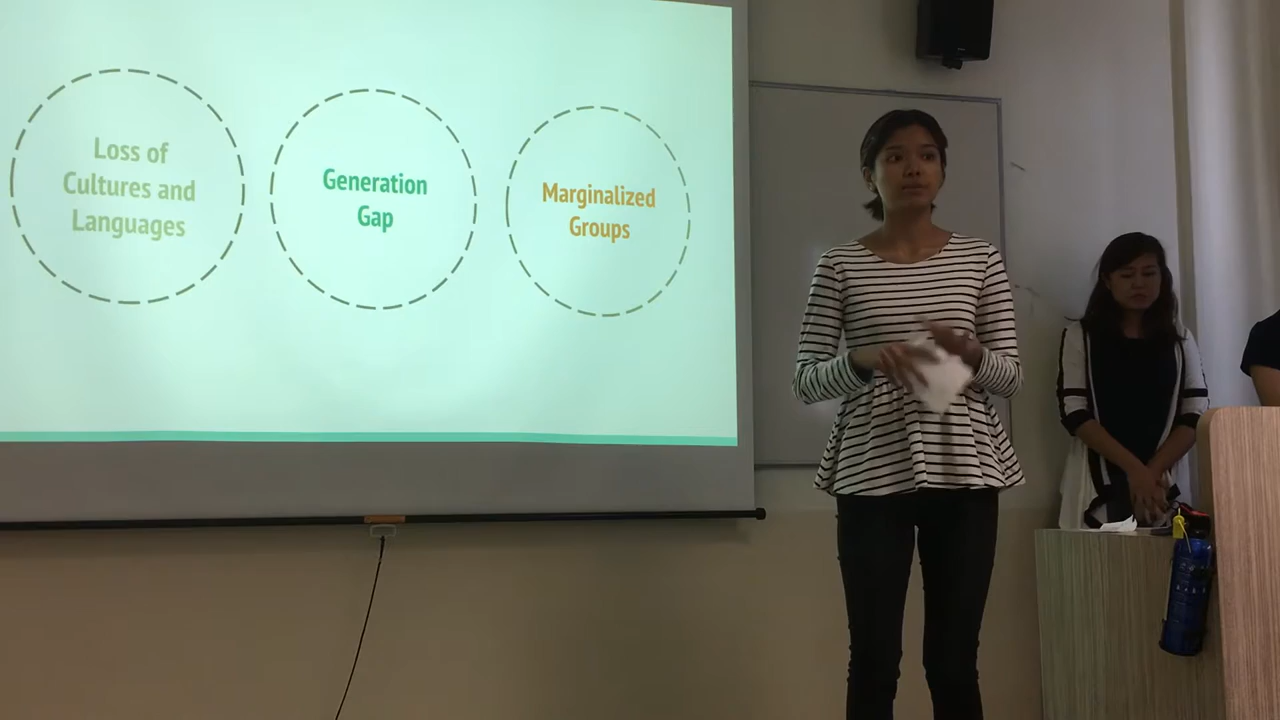 Loss of
Cultures and
Languages
Generation
Gap
Marginalized
Groups